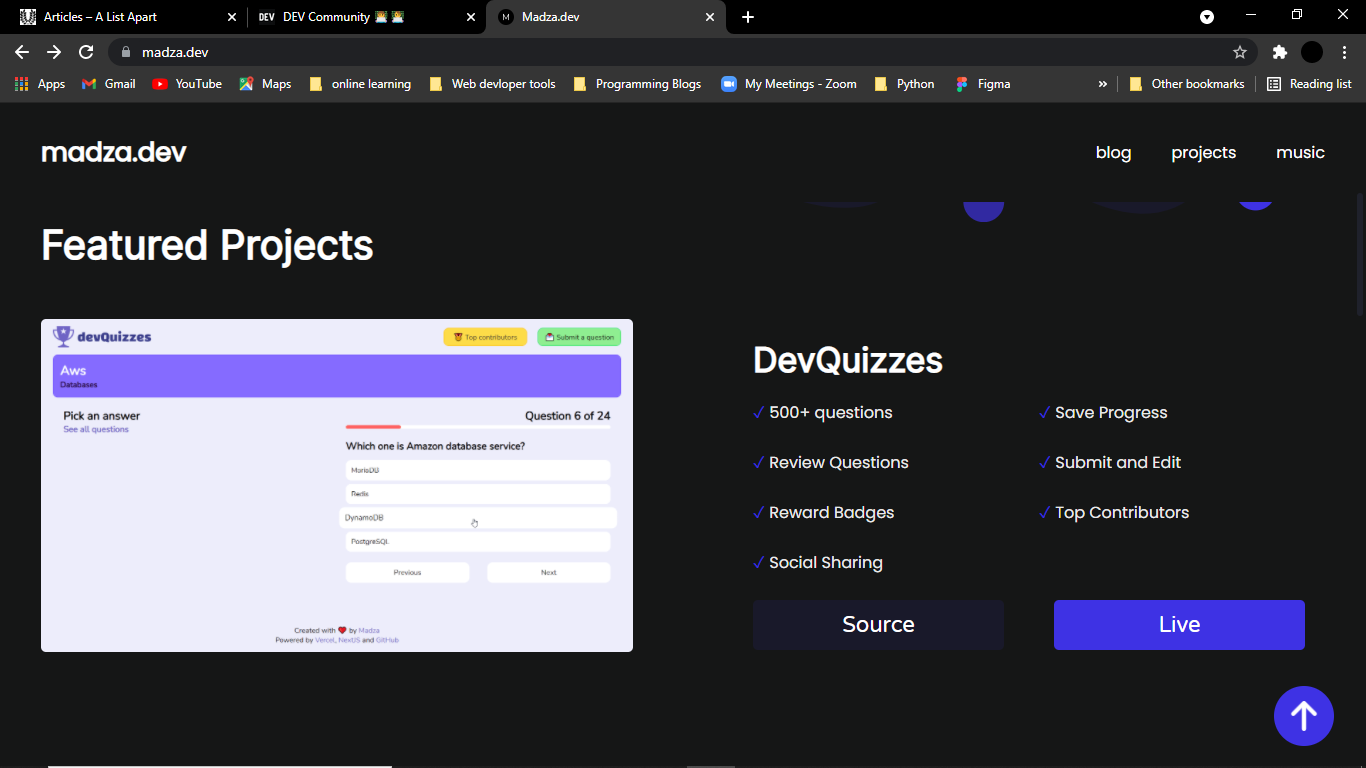 Articles – A List Apart
DEV DEV Community 👩‍💻👨‍💻
M Madza.dev
madza.dev
Apps Gmail YouTube Maps online learning Web devloper tools Programming Blogs My Meetings - Zoom Python Figma » Other bookmarks Reading list
madza.dev
blog projects music
Featured Projects
devQuizzes
Top contributors
Submit a question
Aws
Databases
Pick an answer
See all questions
Question 6 of 24
Which one is Amazon database service?
MariaDB
Redis
DynamoDB
PostgreSQL
Previous Next
Created with ❤ by Madza
Powered by Vercel, NextJS and GitHub
DevQuizzes
✓ 500+ questions
✓ Save Progress
✓ Review Questions
✓ Submit and Edit
✓ Reward Badges
✓ Top Contributors
✓ Social Sharing
Source
Live